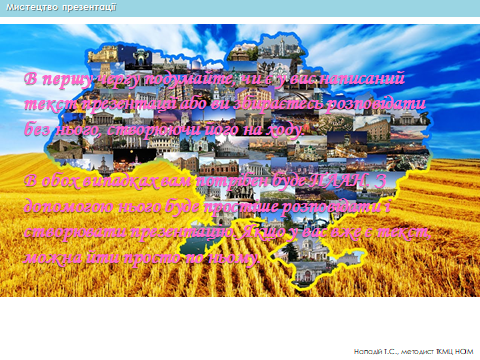 Мистецтво презентації
В першу чергу подумайте, чи є у вас написаний
текст презентації або ви збираєтесь розповідати
без нього, створюючи його на ходу?
В обох випадках вам потрібен буде ПЛАН. З
допомогою нього буде простіше розповідати і
створювати презентацію. Якщо у вас вже є текст,
можна йти просто по ньому
Наподій Т.С., методист ТКМЦ НОІМ